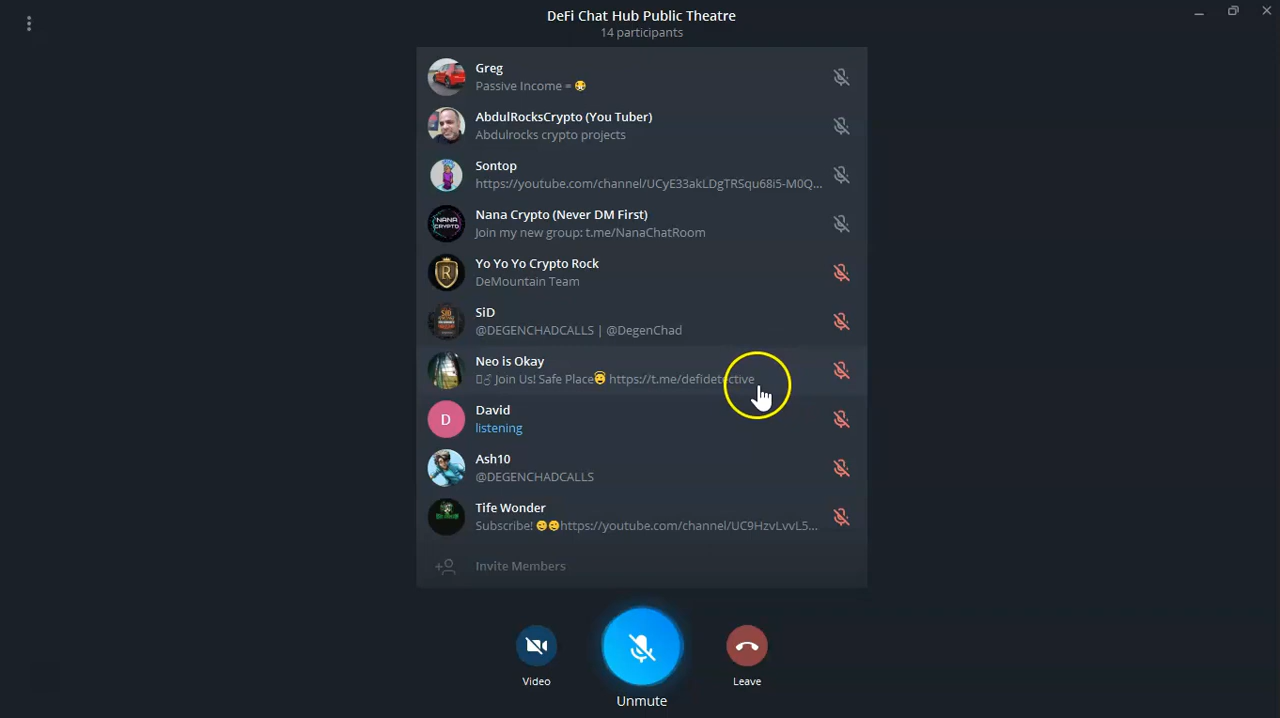 DeFi Chat Hub Public Theatre
14 participants
Greg
Passive Income =
AbdulRocksCrypto (You Tuber)
Abdulrocks crypto projects
Sontop
https://youtube.com/channel/UCyE33akLDgTRSqu68i5-M0Q...
Nana Crypto (Never DM First)
Join my new group: t.me/NanaChatRoom
NANA
CRYPTO
Yo Yo Yo Crypto Rock
DeMountain Team
R
SiD
@DEGENCHADCALLS | @DegenChad
Neo is Okay
Join Us! Safe Place https://t.me/defidetective
D
David
listening
Ash10
@DEGENCHADCALLS
Tife Wonder
Subscribe! https://youtube.com/channel/UC9HzvLvvL5...
Invite Members
Video
Unmute
Leave